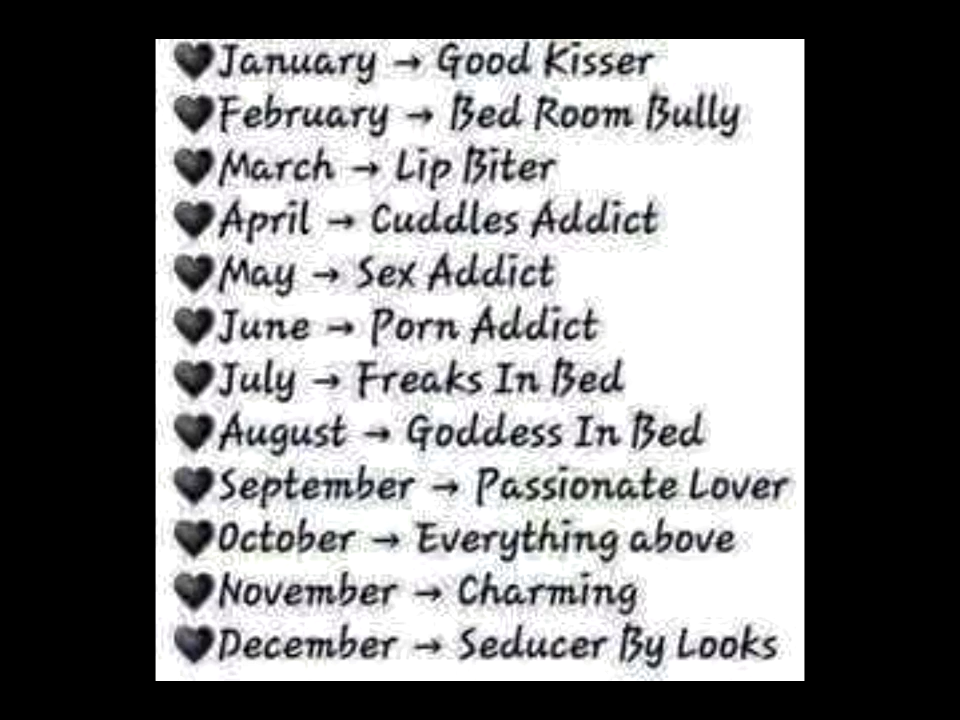 🖤January → Good Kisser
🖤February → Bed Room Bully
🖤March → Lip Biter
🖤April → Cuddles Addict
🖤May → Sex Addict
🖤June → Porn Addict
🖤July → Freaks In Bed
🖤August → Goddess In Bed
🖤September → Passionate Lover
🖤October → Everything above
🖤November → Charming
🖤December → Seducer By Looks